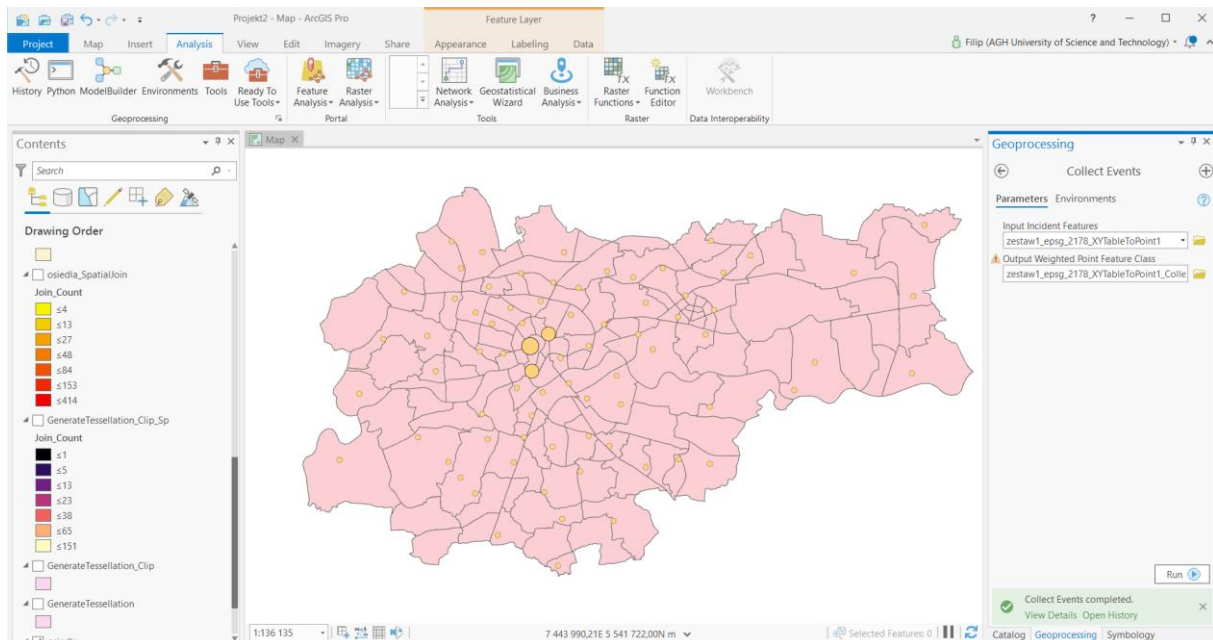 Projekt2 - Map - ArcGIS Pro
Feature Layer
?
Project Map Insert Analysis View Edit Imagery Share Appearance Labeling Data
Filip (AGH University of Science and Technology)
History Python ModelBuilder Environments Tools Ready To Use Tools
Feature Analysis Raster Analysis
Network Analysis Geostatistical Wizard Business Analysis
Raster Functions Function Editor
Workbench
Geoprocessing Portal Tools Raster Data Interoperability
Contents
Search
Drawing Order
osiedla_SpatialJoin
Join_Count
≤4
≤13
≤27
≤48
≤84
≤153
≤414
GenerateTessellation_Clip_Sp
Join_Count
≤1
≤5
≤13
≤23
≤38
≤65
≤151
GenerateTessellation_Clip
GenerateTessellation
Map
1:136 135
7 443 990,21E 5 541 722,00N m
Selected Features: 0
Geoprocessing
Collect Events
Parameters Environments
Input Incident Features
zestaw1_epsg_2178_XYTableToPoint1
Output Weighted Point Feature Class
zestaw1_epsg_2178_XYTableToPoint1_Colle
Run
Collect Events completed.
View Details Open History
Catalog Geoprocessing Symbology